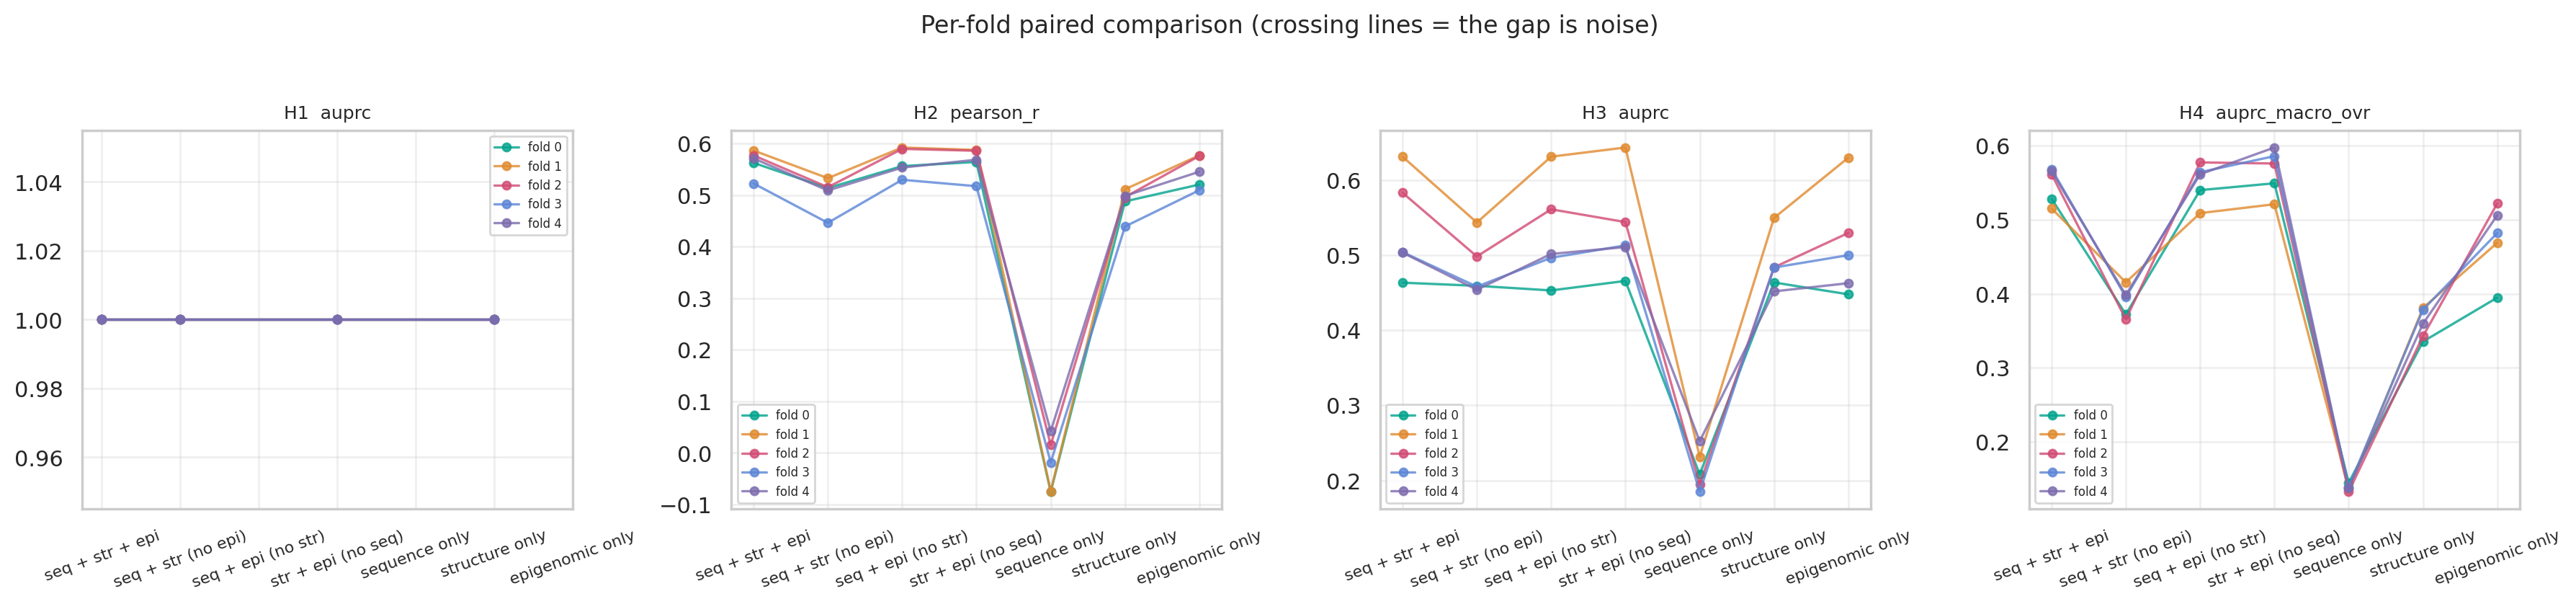 Per-fold paired comparison (crossing lines = the gap is noise)
H1 auprc
1.04
1.02
1.00
0.98
0.96
fold 0
fold 1
fold 2
fold 3
fold 4
seq + str + epi
seq + str (no epi)
seq + epi (no str)
str + epi (no seq)
sequence only
structure only
epigenomic only
H2 pearson_r
0.6
0.5
0.4
0.3
0.2
0.1
0.0
−0.1
fold 0
fold 1
fold 2
fold 3
fold 4
seq + str + epi
seq + str (no epi)
seq + epi (no str)
str + epi (no seq)
sequence only
structure only
epigenomic only
H3 auprc
0.6
0.5
0.4
0.3
0.2
fold 0
fold 1
fold 2
fold 3
fold 4
seq + str + epi
seq + str (no epi)
seq + epi (no str)
str + epi (no seq)
sequence only
structure only
epigenomic only
H4 auprc_macro_ovr
0.6
0.5
0.4
0.3
0.2
fold 0
fold 1
fold 2
fold 3
fold 4
seq + str + epi
seq + str (no epi)
seq + epi (no str)
str + epi (no seq)
sequence only
structure only
epigenomic only